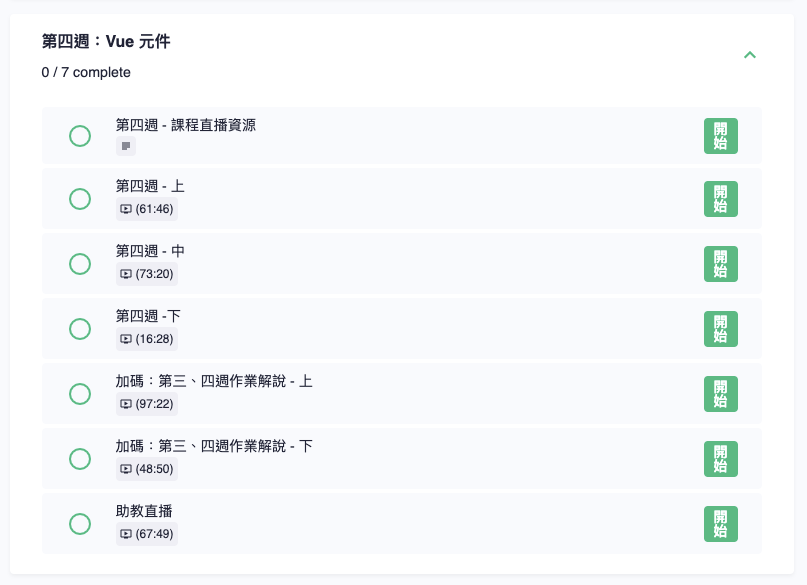 第四週：Vue 元件
0 / 7 complete
第四週 - 課程直播資源
開始
第四週 - 上
(61:46)
開始
第四週 - 中
(73:20)
開始
第四週 -下
(16:28)
開始
加碼：第三、四週作業解說 - 上
(97:22)
開始
加碼：第三、四週作業解說 - 下
(48:50)
開始
助教直播
(67:49)
開始